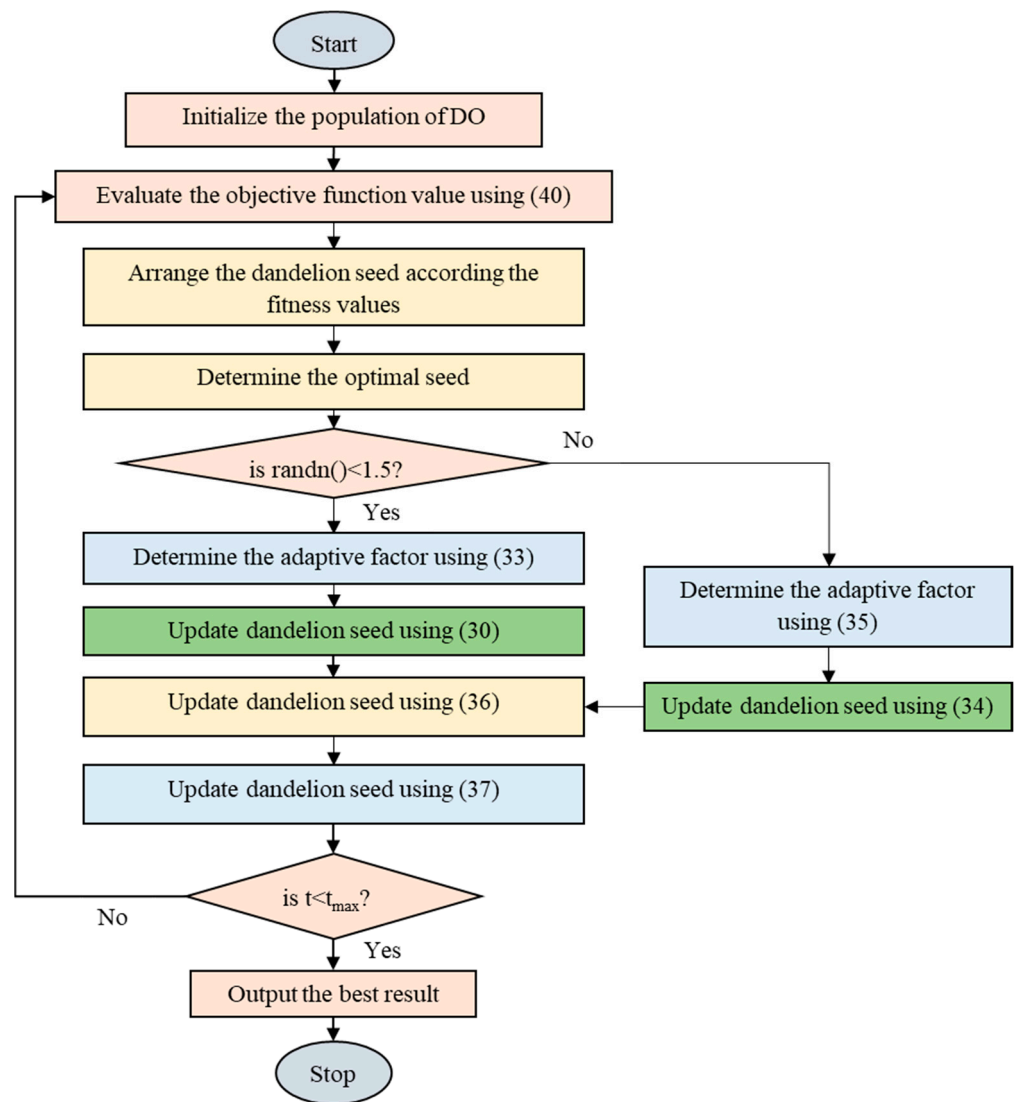 Start
Initialize the population of DO
Evaluate the objective function value using (40)
Arrange the dandelion seed according the
fitness values
Determine the optimal seed
is randn()<1.5?
No
Yes
Determine the adaptive factor using (33)
Determine the adaptive factor
using (35)
Update dandelion seed using (30)
Update dandelion seed using (36)
Update dandelion seed using (34)
Update dandelion seed using (37)
is t<tmax?
No
Yes
Output the best result
Stop